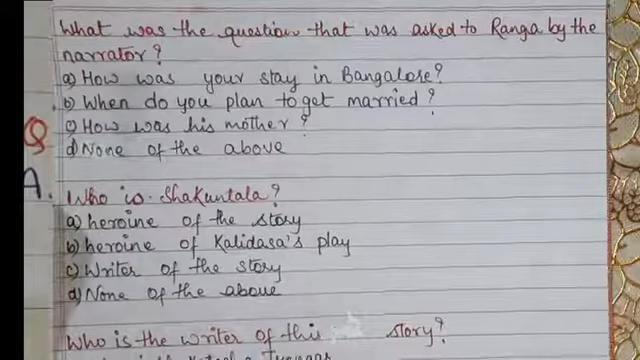 What was the question that was asked to Ranga by the
narrator?
a) How was your stay in Bangalore?
b) When do you plan to get married?
c) How was his mother?
d) None of the above
Q
A.
Who is Shakuntala?
a) heroine of the story
b) heroine of Kalidasa's play
c) Writer of the story
d) None of the above
Who is the writer of this story?